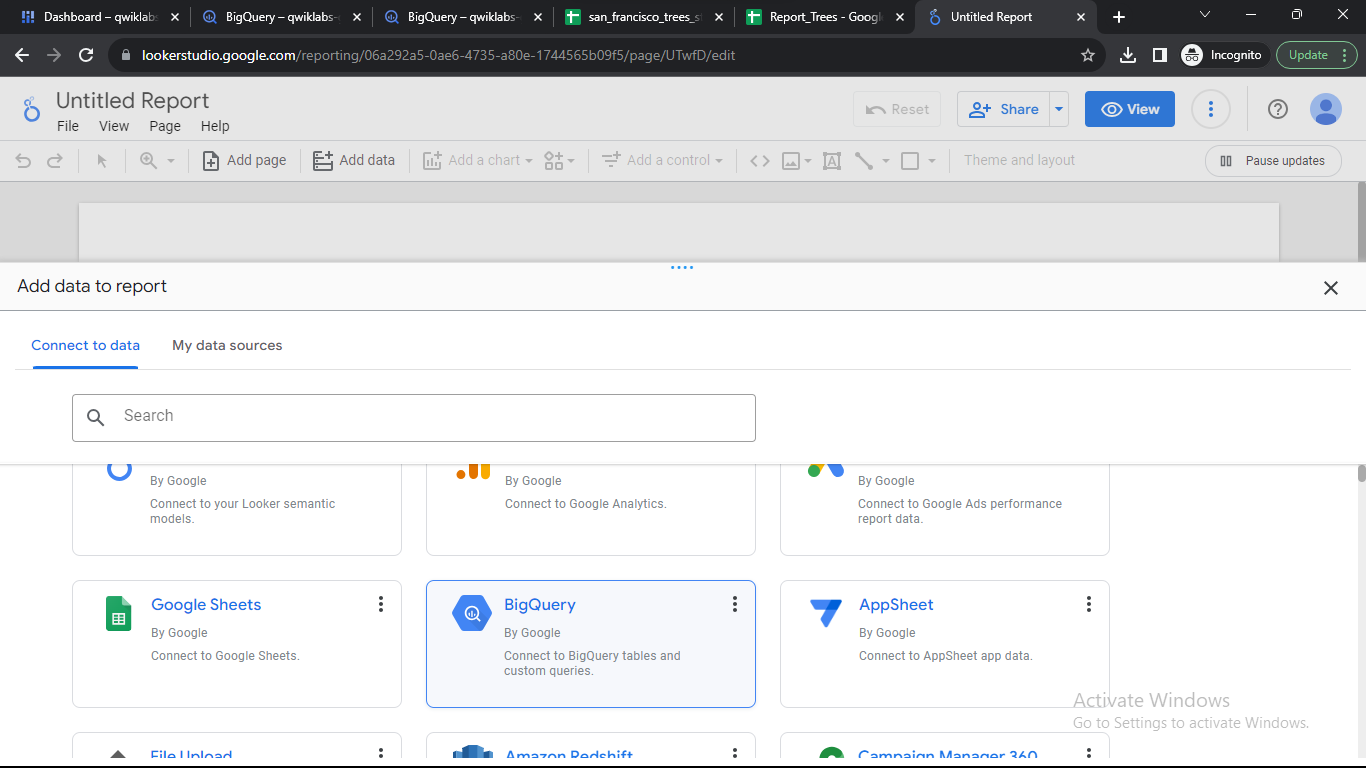 Dashboard – qwiklabs
BigQuery – qwiklabs-
BigQuery – qwiklabs-
san_francisco_trees_s
Report_Trees - Google
Untitled Report
lookerstudio.google.com/reporting/06a292a5-0ae6-4735-a80e-1744565b09f5/page/UTwfD/edit
Incognito
Update
Untitled Report
File View Page Help
Reset
Share
View
Add page
Add data
Add a chart
Add a control
Theme and layout
Pause updates
Add data to report
Connect to data
My data sources
Search
By Google
Connect to your Looker semantic
models.
By Google
Connect to Google Analytics.
By Google
Connect to Google Ads performance
report data.
Google Sheets
By Google
Connect to Google Sheets.
BigQuery
By Google
Connect to BigQuery tables and
custom queries.
AppSheet
By Google
Connect to AppSheet app data.
Activate Windows
Go to Settings to activate Windows.
File Upload
Amazon Redshift
Campaign Manager 360